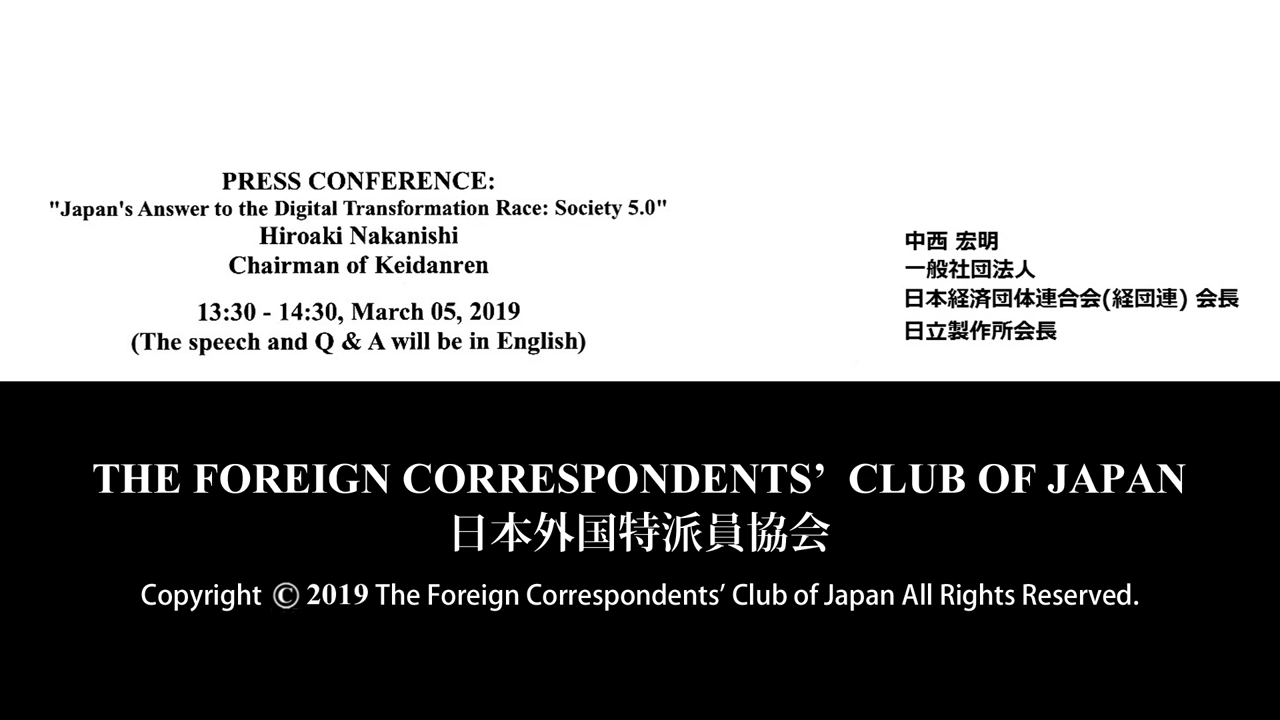 PRESS CONFERENCE:
"Japan's Answer to the Digital Transformation Race: Society 5.0"
Hiroaki Nakanishi
Chairman of Keidanren
13:30 - 14:30, March 05, 2019
(The speech and Q & A will be in English)
中西 宏明
一般社団法人
日本経済団体連合会(経団連) 会長
日立製作所会長
THE FOREIGN CORRESPONDENTS’ CLUB OF JAPAN
日本外国特派員協会
Copyright © 2019 The Foreign Correspondents’ Club of Japan All Rights Reserved.